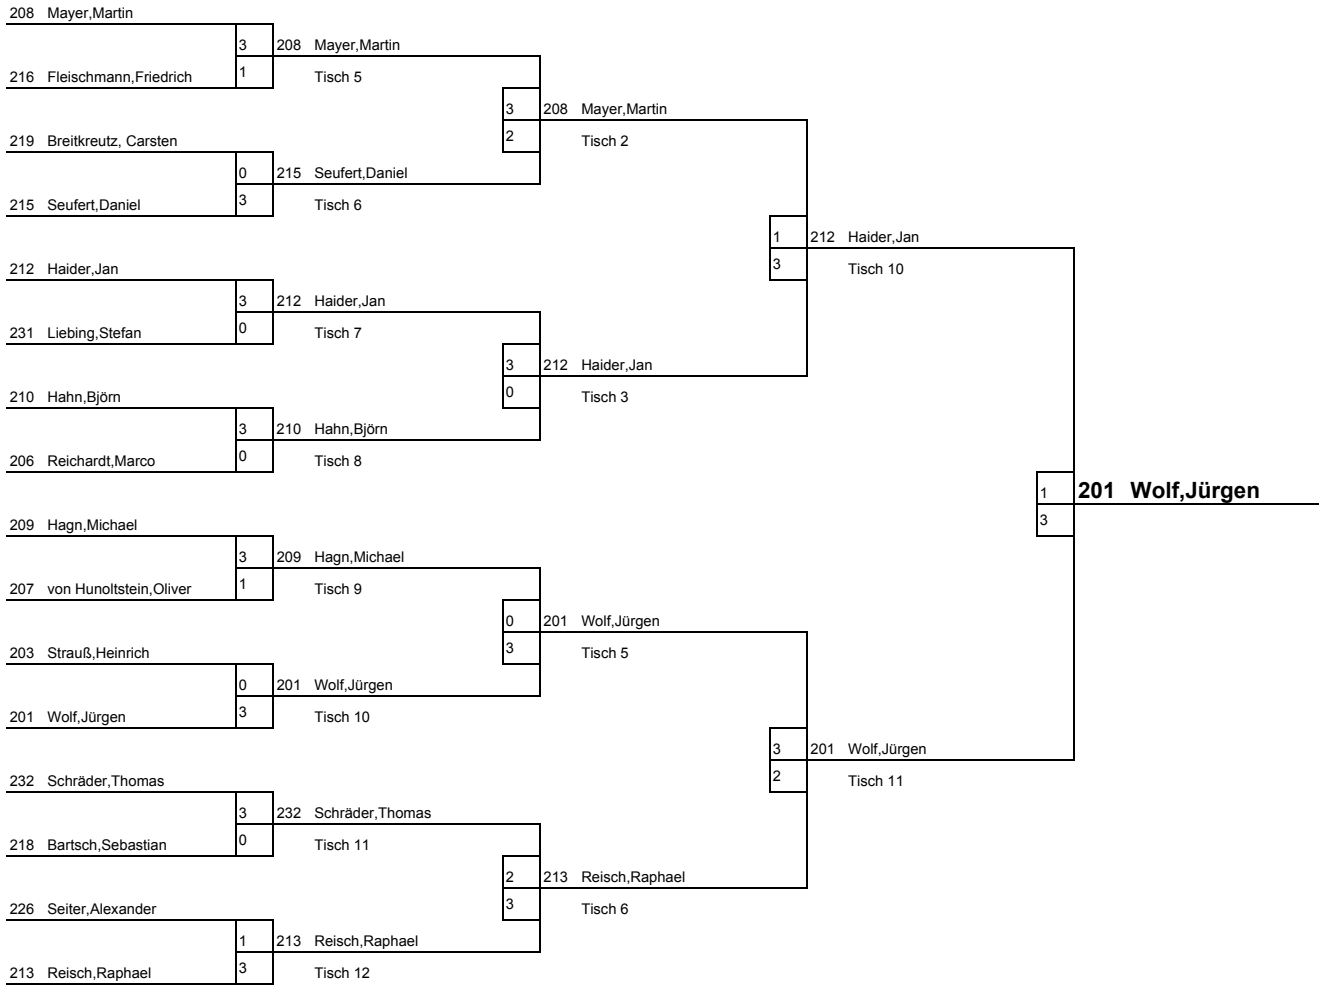 208 Mayer,Martin
3 208 Mayer,Martin
216 Fleischmann,Friedrich 1 Tisch 5
3 208 Mayer,Martin
219 Breitkreutz, Carsten 2 Tisch 2
0 215 Seufert,Daniel
215 Seufert,Daniel 3 Tisch 6
1 212 Haider,Jan
212 Haider,Jan 3 Tisch 10
3 212 Haider,Jan
231 Liebing,Stefan 0 Tisch 7
3 212 Haider,Jan
210 Hahn,Björn 0 Tisch 3
3 210 Hahn,Björn
206 Reichardt,Marco 0 Tisch 8
1 201 Wolf,Jürgen
209 Hagn,Michael 3
3 209 Hagn,Michael
207 von Hunoltstein,Oliver 1 Tisch 9
0 201 Wolf,Jürgen
203 Strauß,Heinrich 3 Tisch 5
0 201 Wolf,Jürgen
201 Wolf,Jürgen 3 Tisch 10
3 201 Wolf,Jürgen
232 Schräder,Thomas 2 Tisch 11
3 232 Schräder,Thomas
218 Bartsch,Sebastian 0 Tisch 11
2 213 Reisch,Raphael
226 Seiter,Alexander 3 Tisch 6
1 213 Reisch,Raphael
213 Reisch,Raphael 3 Tisch 12